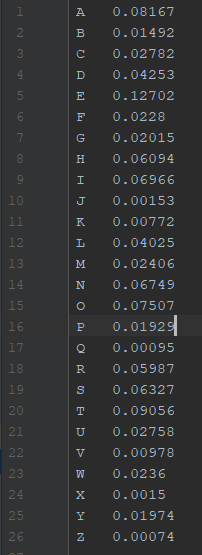 1 A 0.08167
2 B 0.01492
3 C 0.02782
4 D 0.04253
5 E 0.12702
6 F 0.0228
7 G 0.02015
8 H 0.06094
9 I 0.06966
10 J 0.00153
11 K 0.00772
12 L 0.04025
13 M 0.02406
14 N 0.06749
15 O 0.07507
16 P 0.01929
17 Q 0.00095
18 R 0.05987
19 S 0.06327
20 T 0.09056
21 U 0.02758
22 V 0.00978
23 W 0.0236
24 X 0.0015
25 Y 0.01974
26 Z 0.00074